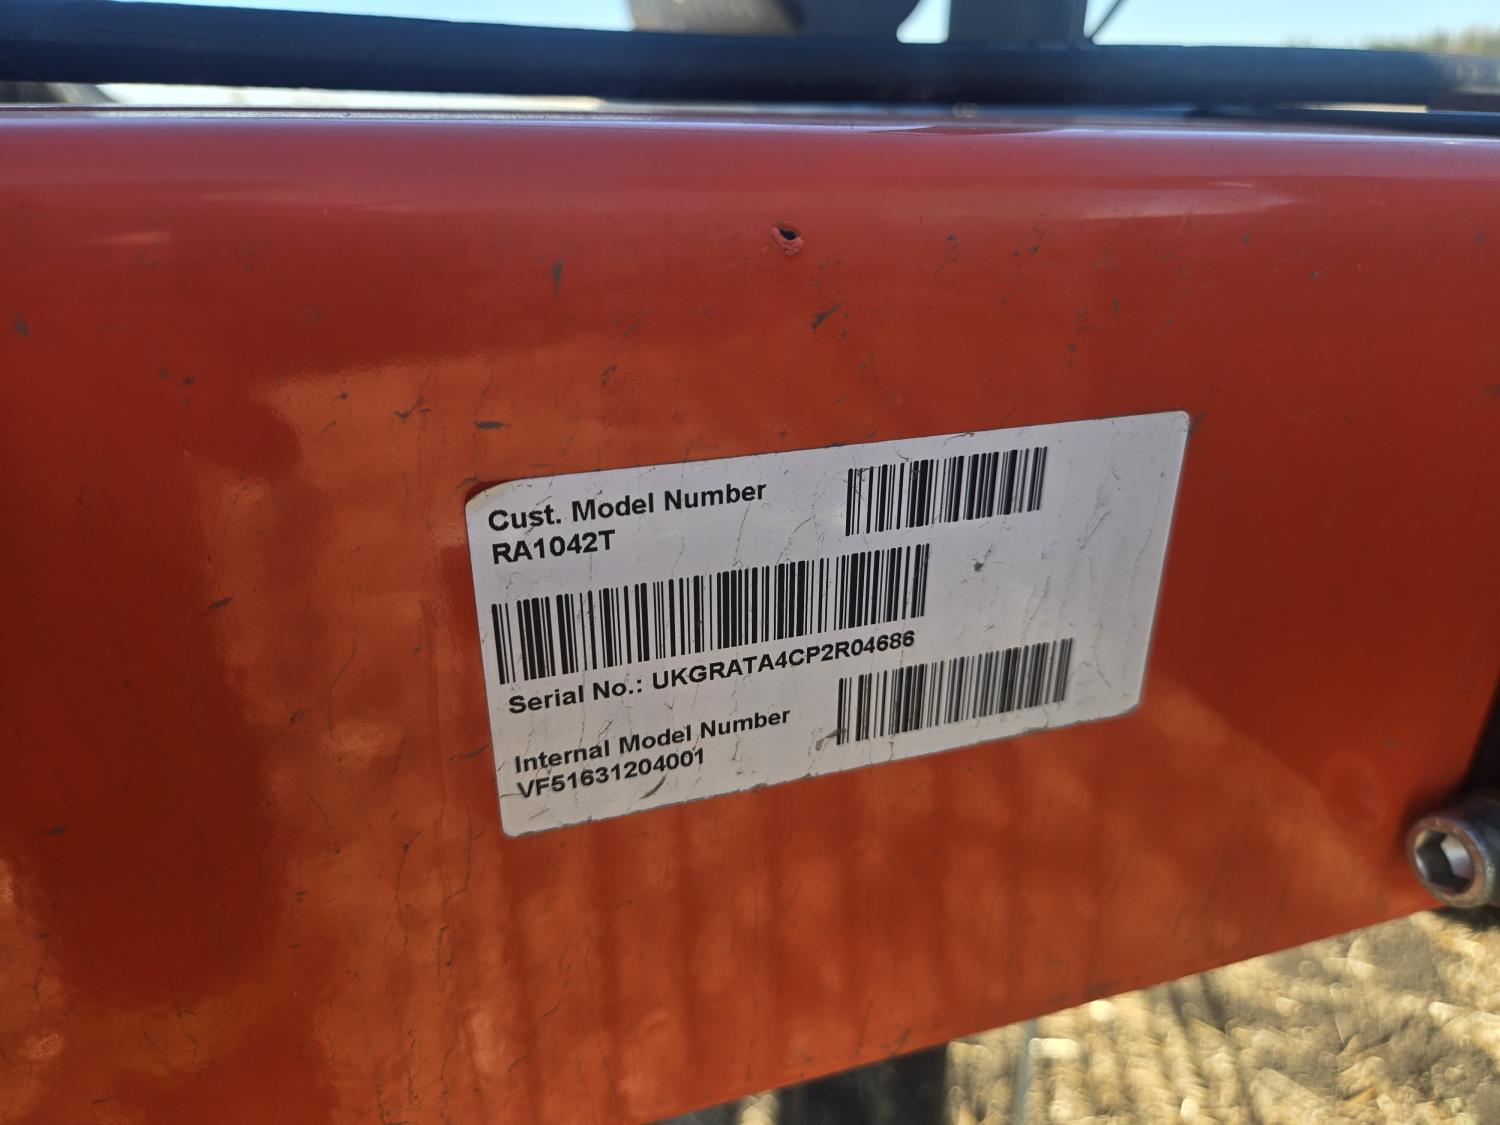 Cust. Model Number
RA1042T
Serial No.: UKGRATA4CP2R04686
Internal Model Number
VF51631204001